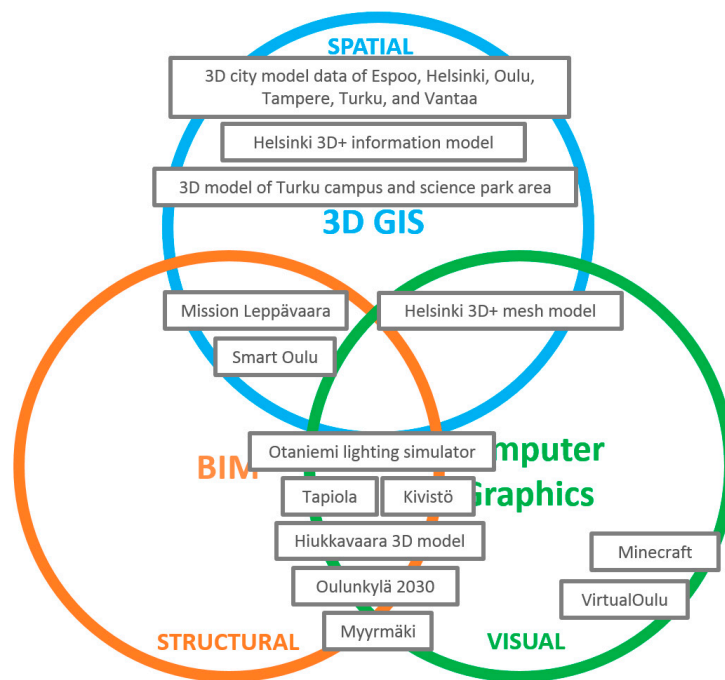 SPATIAL
3D city model data of Espoo, Helsinki, Oulu,
Tampere, Turku, and Vantaa
Helsinki 3D+ information model
3D model of Turku campus and science park area
3D GIS
Mission Leppävaara
Helsinki 3D+ mesh model
Smart Oulu
Otaniemi lighting simulator
BIM
mputer
Graphics
Tapiola
Kivistö
Hiukkavaara 3D model
Minecraft
Oulunkylä 2030
VirtualOulu
Myyrmäki
STRUCTURAL
VISUAL